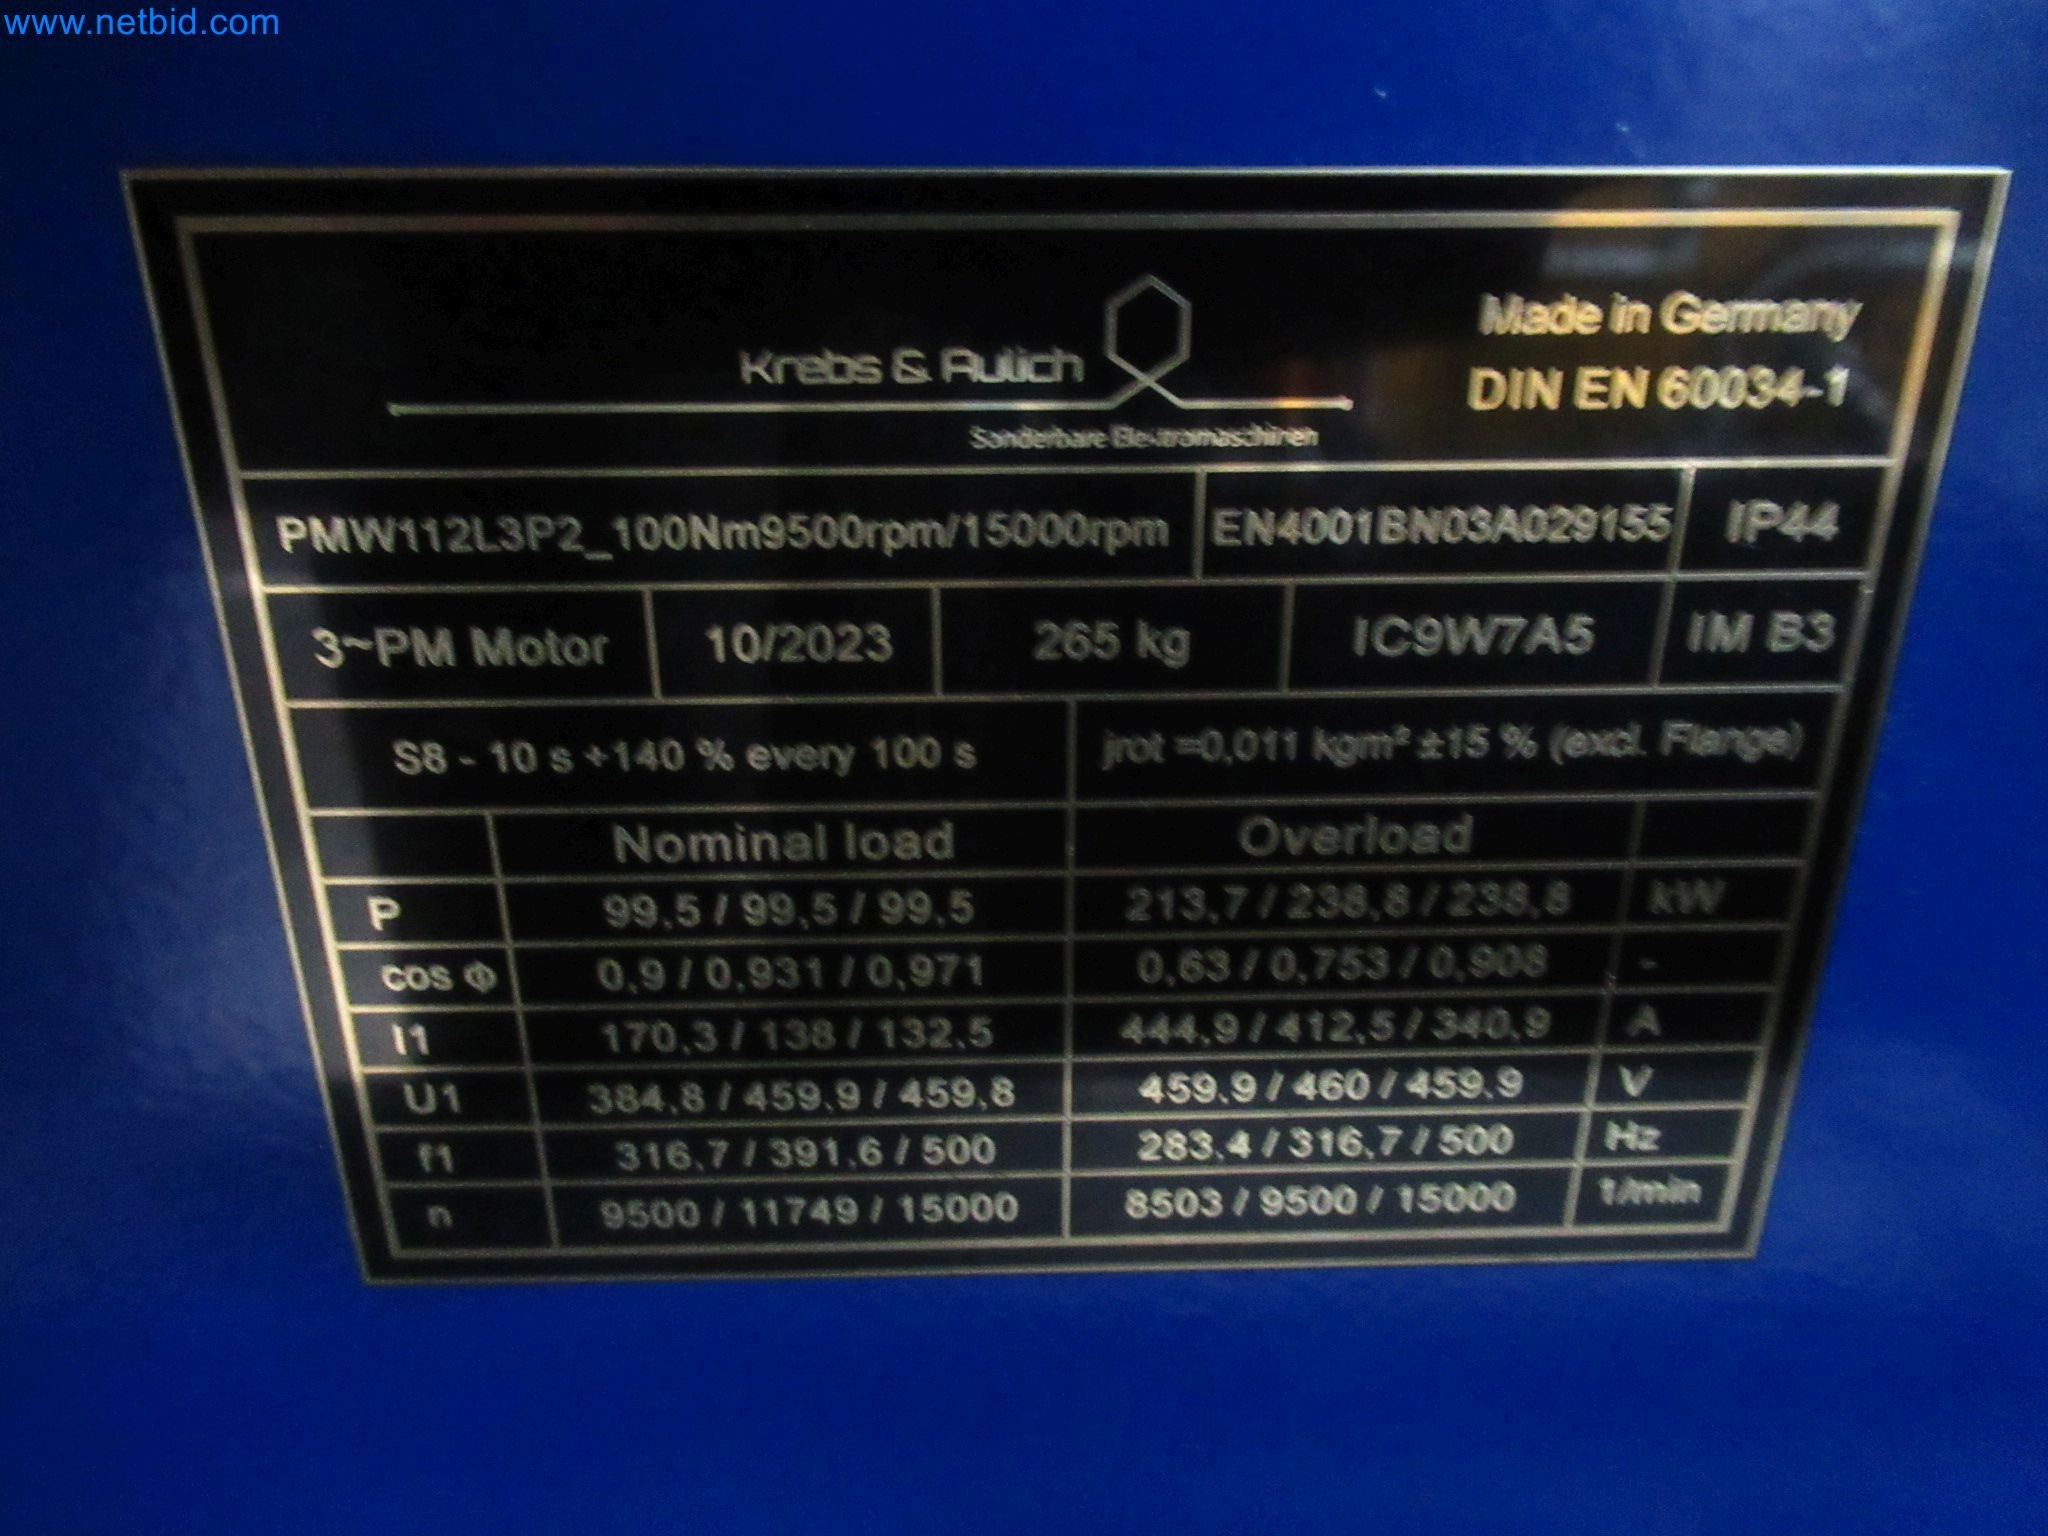 www.netbid.com
Krebs & Aulich
Sonderbare Elektromaschinen
Made in Germany
DIN EN 60034-1
PMW112L3P2_100Nm9500rpm/15000rpm EN4001BN03A029155 IP44
3~PM Motor 10/2023 265 kg IC9W7A5 IM B3
S8 - 10 s +140 % every 100 s jrot =0,011 kgm² ±15 % (excl. Flange)
Nominal load Overload
P 99,5 / 99,5 / 99,5 213,7 / 238,8 / 238,8 kW
cos Φ 0,9 / 0,931 / 0,971 0,63 / 0,753 / 0,908 -
I1 170,3 / 138 / 132,5 444,9 / 412,5 / 340,9 A
U1 384,8 / 459,9 / 459,8 459,9 / 460 / 459,9 V
f1 316,7 / 391,6 / 500 283,4 / 316,7 / 500 Hz
n 9500 / 11749 / 15000 8503 / 9500 / 15000 1/min